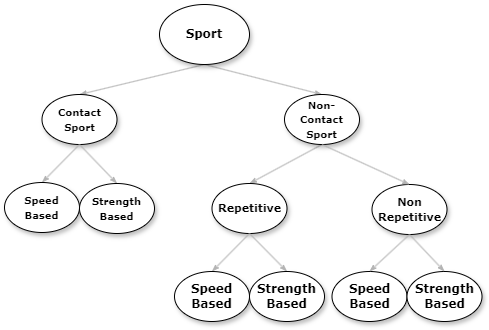 Sport
Contact
Sport
Non-
Contact
Sport
Speed
Based
Strength
Based
Repetitive
Non
Repetitive
Speed
Based
Strength
Based
Speed
Based
Strength
Based